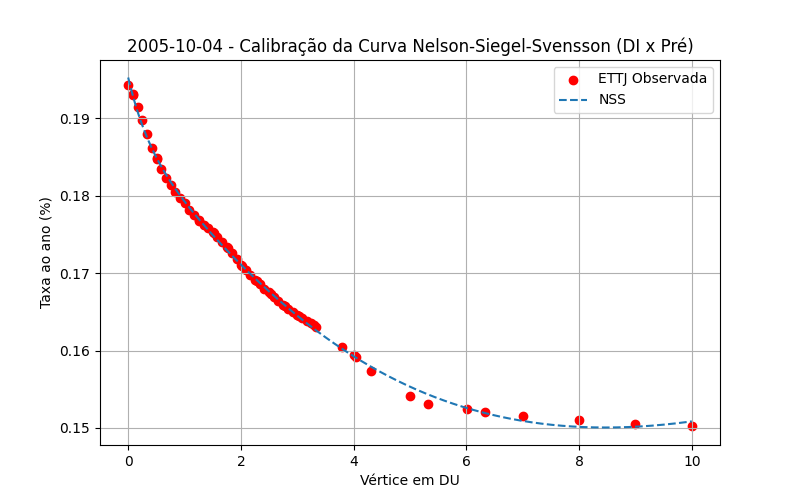 2005-10-04 - Calibração da Curva Nelson-Siegel-Svensson (DI x Pré)
ETTJ Observada
NSS
Taxa ao ano (%)
0.19
0.18
0.17
0.16
0.15
0 2 4 6 8 10
Vértice em DU